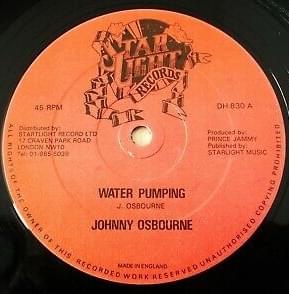 STAR
LIGHT
RECORDS
45 RPM
DH 830 A
Distributed by:
STARTLIGHT RECORD LTD
17 CRAVEN PARK ROAD
LONDON NW10
Tel: 01-965 5029
Produced by:
PRINCE JAMMY
Published by:
STARLIGHT MUSIC
WATER PUMPING
J. OSBOURNE
JOHNNY OSBOURNE
MADE IN ENGLAND
ALL RIGHTS OF THE OWNER OF THIS RECORDED WORK RESERVED UNAUTHORISED COPYING PROHIBITED